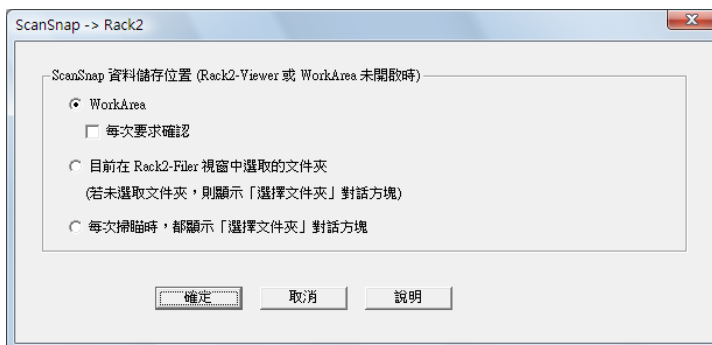 ScanSnap -> Rack2
ScanSnap 資料儲存位置 (Rack2-Viewer 或 WorkArea 未開啟時)
WorkArea
每次要求確認
目前在 Rack2-Filer 視窗中選取的文件夾
(若未選取文件夾，則顯示「選擇文件夾」對話方塊)
每次掃瞄時，都顯示「選擇文件夾」對話方塊
確定 取消 說明